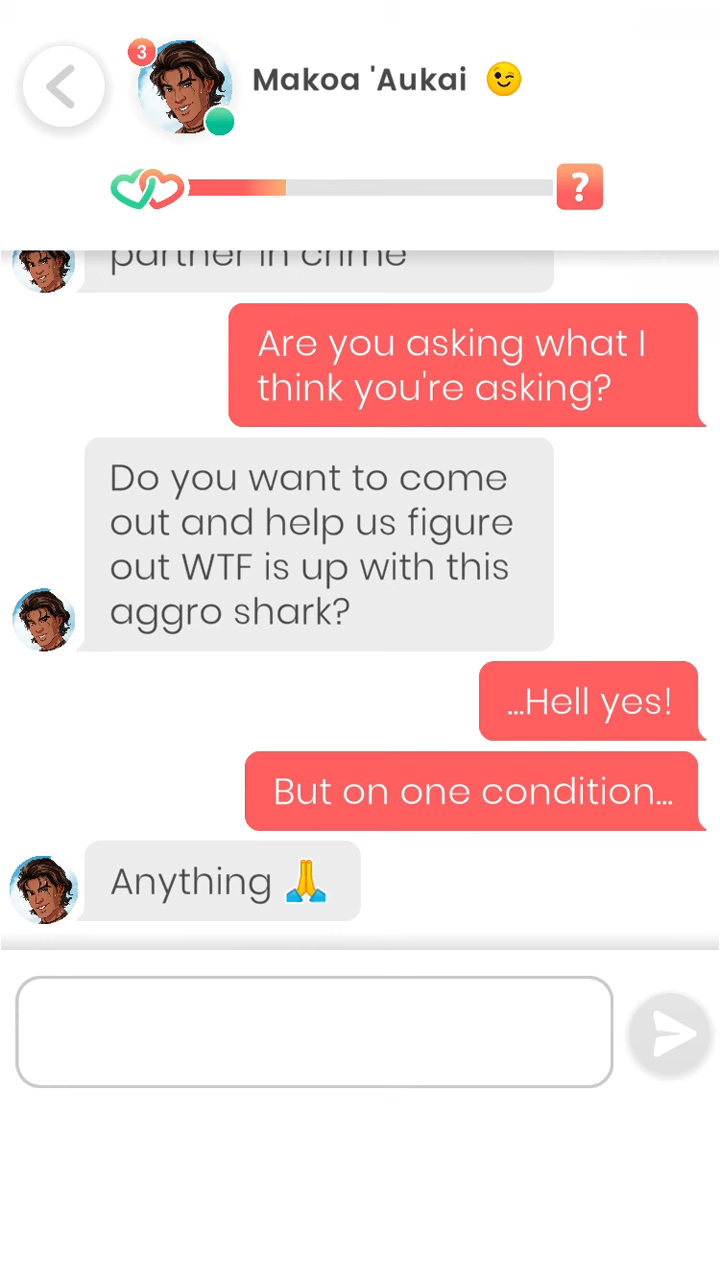 3
Makoa 'Aukai 😉
?
partner in crime
Are you asking what I
think you're asking?
Do you want to come
out and help us figure
out WTF is up with this
aggro shark?
...Hell yes!
But on one condition...
Anything 🙏